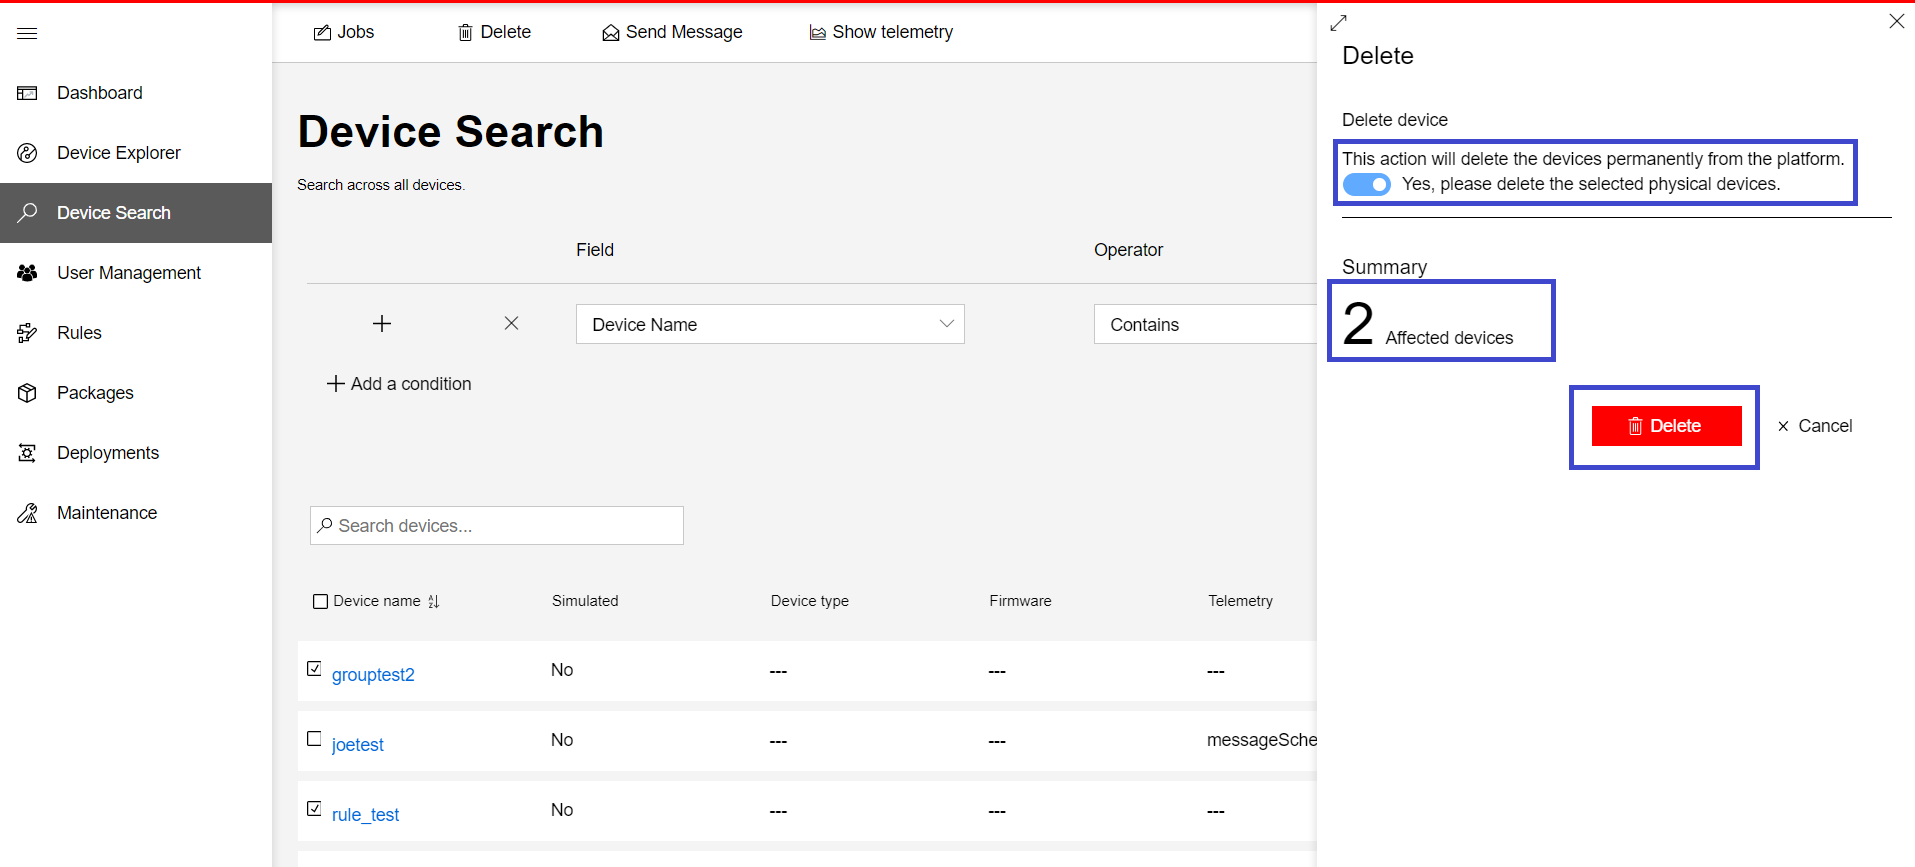 Jobs
Delete
Send Message
Show telemetry
Dashboard
Device Explorer
Device Search
User Management
Rules
Packages
Deployments
Maintenance
Device Search
Search across all devices.
Field
Operator
Device Name
Contains
Add a condition
Search devices...
Device name
Simulated
Device type
Firmware
Telemetry
grouptest2
No
---
---
---
joetest
No
---
---
messageSche
rule_test
No
---
---
---
Delete
Delete device
This action will delete the devices permanently from the platform.
Yes, please delete the selected physical devices.
Summary
2 Affected devices
Delete
Cancel